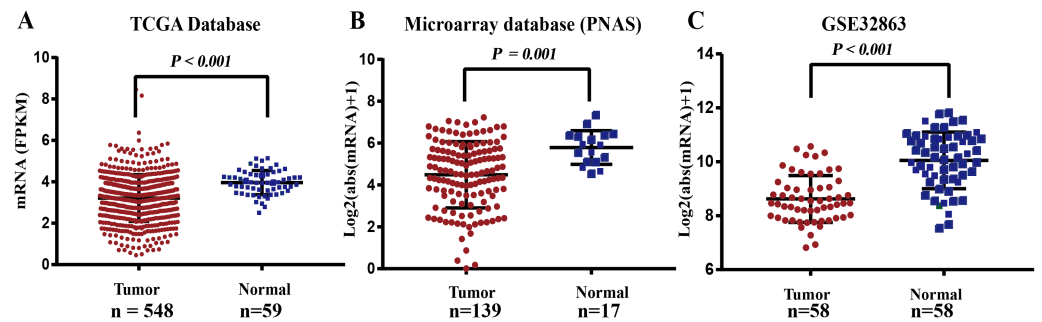 A TCGA Database
P < 0.001
mRNA (FPKM)
10
8
6
4
2
0
Tumor Normal
n = 548 n=59
B Microarray database (PNAS)
P = 0.001
Log2(abs(mRNA)+1)
10
8
6
4
2
0
Tumor Normal
n=139 n=17
C GSE32863
P < 0.001
Log2(abs(mRNA)+1)
14
12
10
8
6
Tumor Normal
n=58 n=58